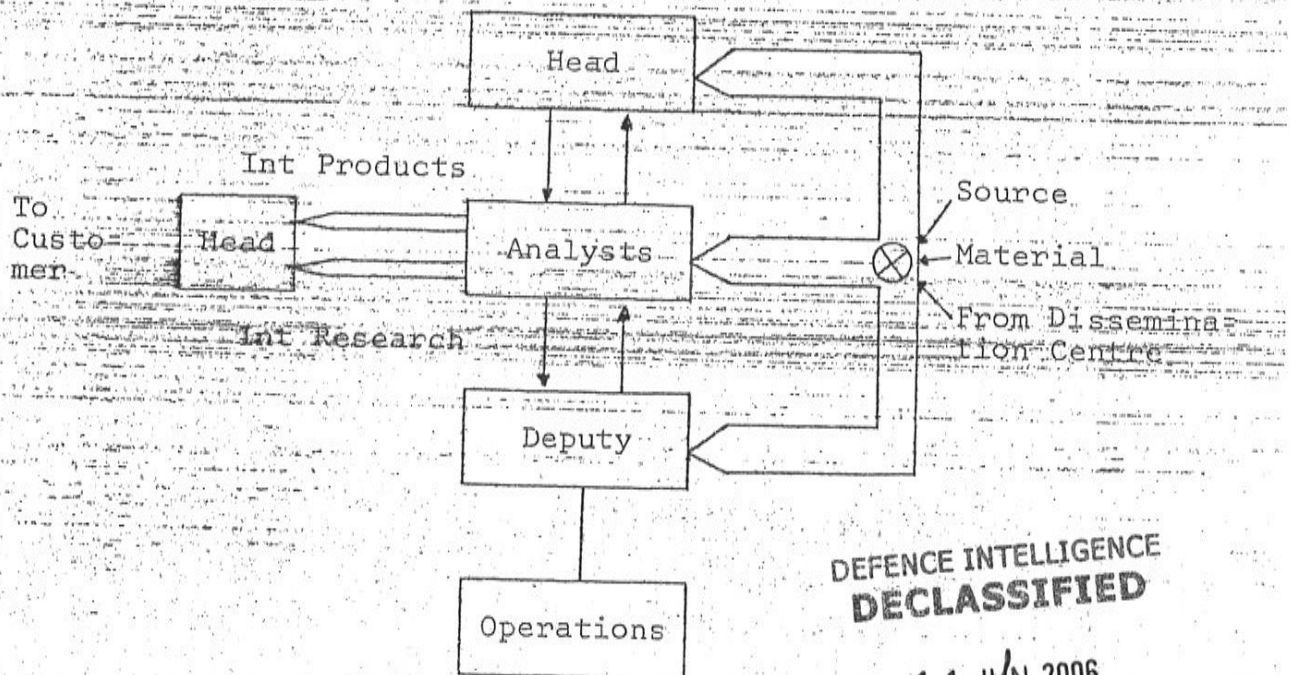 Head
Int Products
To
Custo-
mer
Head
Analysts
Source
Material
From Dissemina-
tion Centre
Int Research
Deputy
Operations
DEFENCE INTELLIGENCE
DECLASSIFIED
2006